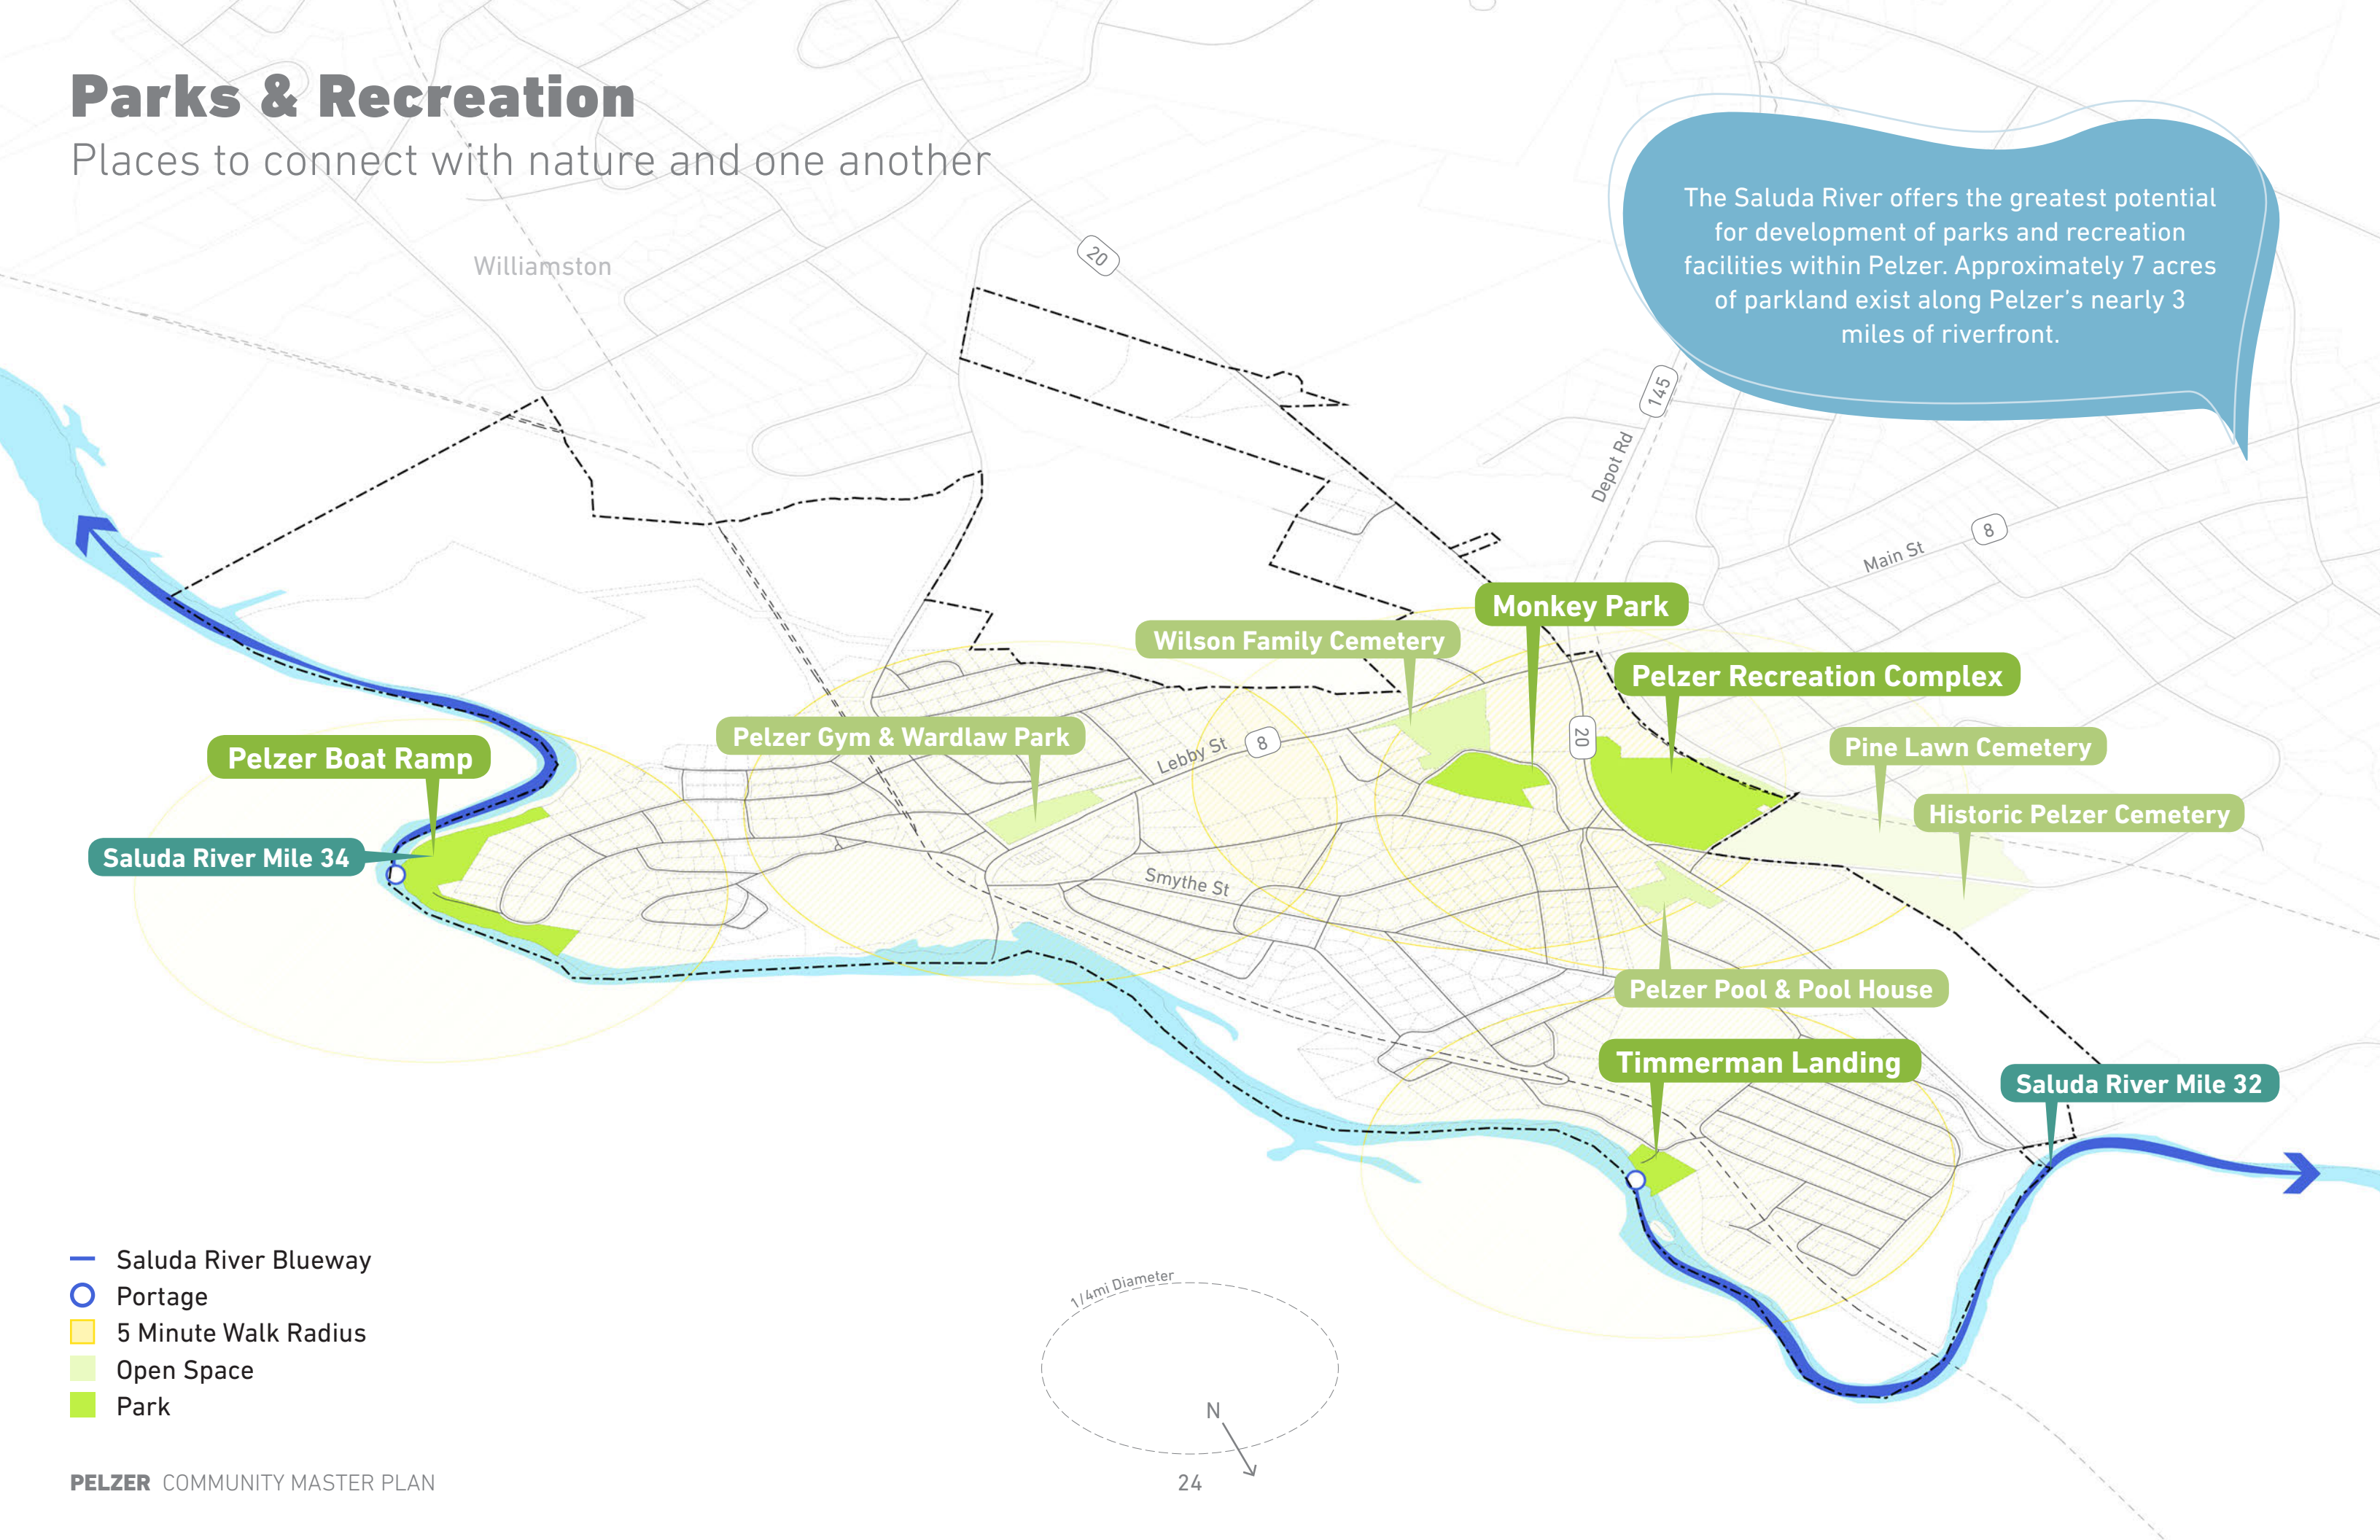 Parks & Recreation
Places to connect with nature and one another
The Saluda River offers the greatest potential
for development of parks and recreation
facilities within Pelzer. Approximately 7 acres
of parkland exist along Pelzer's nearly 3
miles of riverfront.
Williamston
20
145
Depot Rd
8
Main St
Monkey Park
Wilson Family Cemetery
Pelzer Recreation Complex
Pelzer Gym & Wardlaw Park
Lebby St
8
20
Pine Lawn Cemetery
Pelzer Boat Ramp
Historic Pelzer Cemetery
Saluda River Mile 34
Smythe St
Pelzer Pool & Pool House
Timmerman Landing
Saluda River Mile 32
Saluda River Blueway
Portage
5 Minute Walk Radius
Open Space
Park
1/4mi Diameter
N
PELZER COMMUNITY MASTER PLAN
24